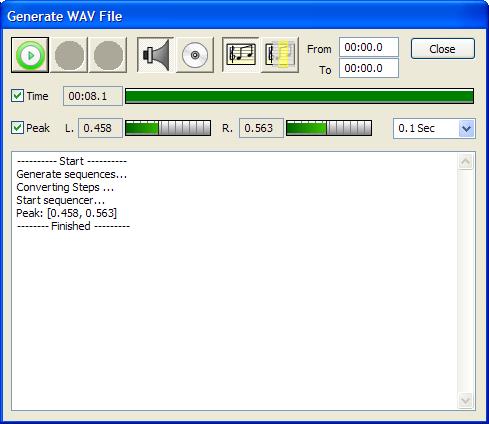 Generate WAV File
From 00:00.0 Close
To 00:00.0
Time 00:08.1
Peak L. 0.458 R. 0.563 0.1 Sec
---------- Start ----------
Generate sequences...
Converting Steps ...
Start sequencer...
Peak: [0.458, 0.563]
-------- Finished ---------